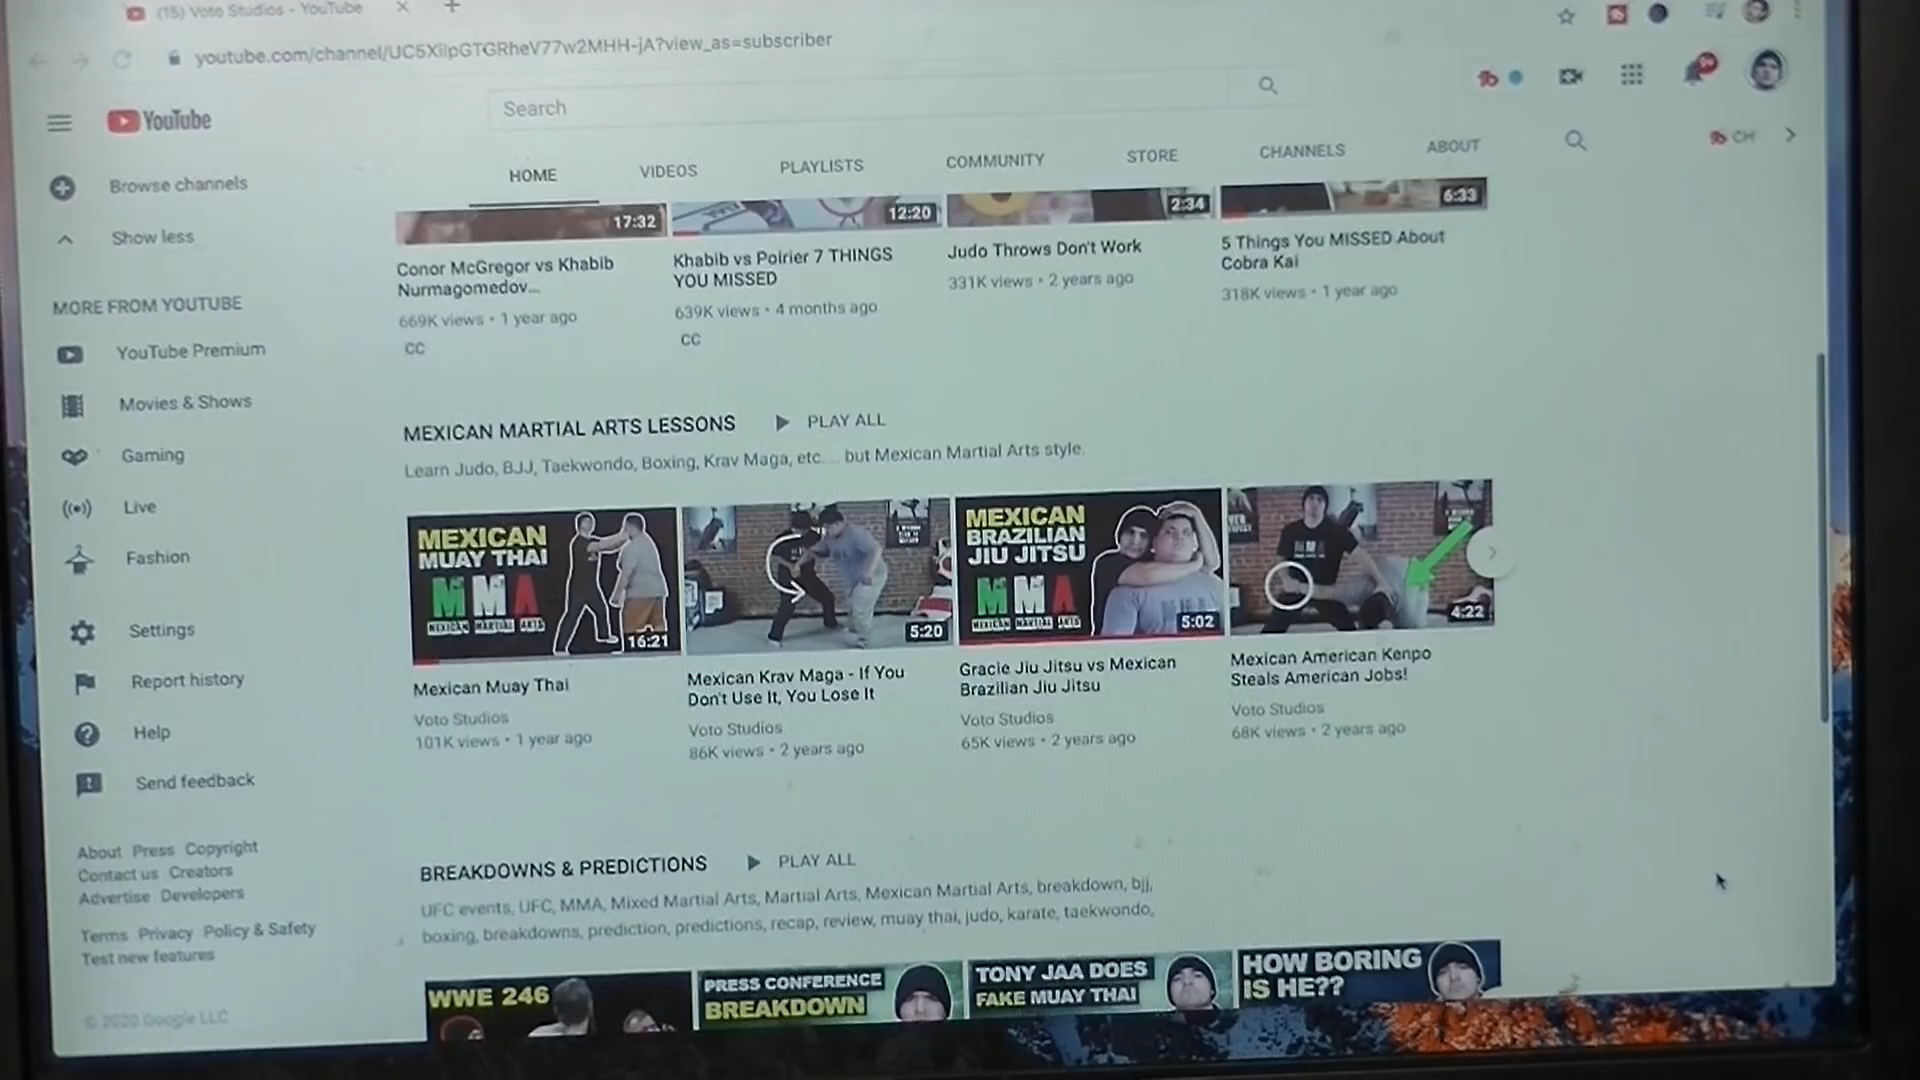 (15) Voto Studios - YouTube
youtube.com/channel/UC5XilpGTGRheV77w2MHH-jA?view_as=subscriber
YouTube
Search
9+
HOME VIDEOS PLAYLISTS COMMUNITY STORE CHANNELS ABOUT
CH
Browse channels
Show less
MORE FROM YOUTUBE
YouTube Premium
Movies & Shows
Gaming
Live
Fashion
Settings
Report history
Help
Send feedback
About Press Copyright
Contact us Creators
Advertise Developers
Terms Privacy Policy & Safety
Test new features
© 2020 Google LLC
17:32
Conor McGregor vs Khabib
Nurmagomedov...
669K views • 1 year ago
CC
12:20
Khabib vs Poirier 7 THINGS
YOU MISSED
639K views • 4 months ago
CC
2:34
Judo Throws Don't Work
331K views • 2 years ago
6:33
5 Things You MISSED About
Cobra Kai
318K views • 1 year ago
MEXICAN MARTIAL ARTS LESSONS PLAY ALL
Learn Judo, BJJ, Taekwondo, Boxing, Krav Maga, etc.... but Mexican Martial Arts style.
MEXICAN
MUAY THAI
MMA
MEXICAN MARTIAL ARTS
16:21
Mexican Muay Thai
Voto Studios
101K views • 1 year ago
5:20
Mexican Krav Maga - If You
Don't Use It, You Lose It
Voto Studios
86K views • 2 years ago
MEXICAN
BRAZILIAN
JIU JITSU
MMA
MEXICAN MARTIAL ARTS
5:02
Gracie Jiu Jitsu vs Mexican
Brazilian Jiu Jitsu
Voto Studios
65K views • 2 years ago
4:22
Mexican American Kenpo
Steals American Jobs!
Voto Studios
68K views • 2 years ago
BREAKDOWNS & PREDICTIONS PLAY ALL
UFC events, UFC, MMA, Mixed Martial Arts, Martial Arts, Mexican Martial Arts, breakdown, bjj,
boxing, breakdowns, prediction, predictions, recap, review, muay thai, judo, karate, taekwondo,
WWE 246
PRESS CONFERENCE
BREAKDOWN
TONY JAA DOES
FAKE MUAY THAI
HOW BORING
IS HE??